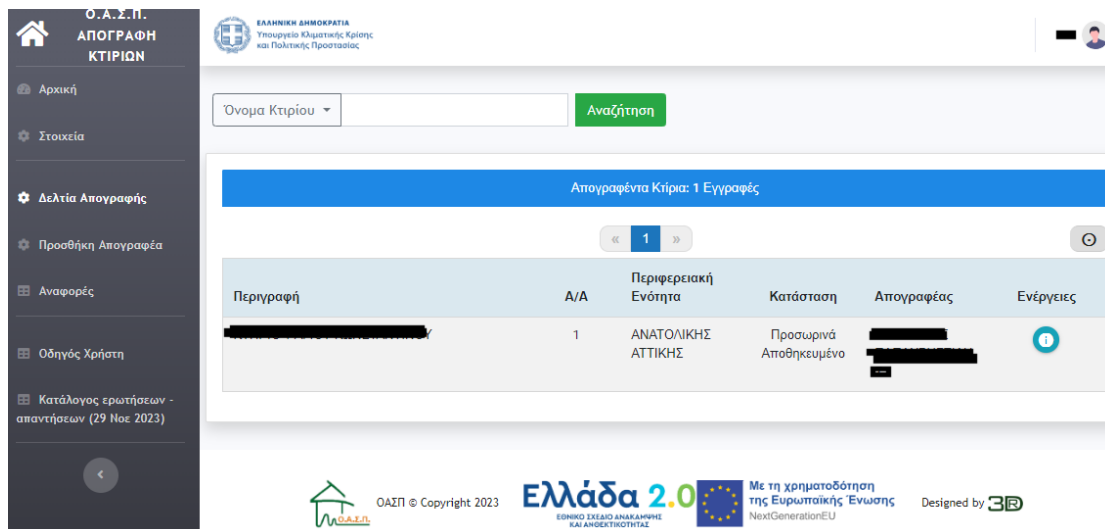 Ο.Α.Σ.Π.
ΑΠΟΓΡΑΦΗ
ΚΤΙΡΙΩΝ
Αρχική
Στοιχεία
Δελτία Απογραφής
Προσθήκη Απογραφέα
Αναφορές
Οδηγός Χρήστη
Κατάλογος ερωτήσεων -
απαντήσεων (29 Νοε 2023)
ΕΛΛΗΝΙΚΗ ΔΗΜΟΚΡΑΤΙΑ
Υπουργείο Κλιματικής Κρίσης
και Πολιτικής Προστασίας
Όνομα Κτιρίου
Αναζήτηση
Απογραφέντα Κτίρια: 1 Εγγραφές
« 1 »
Περιγραφή Α/Α Περιφερειακή Ενότητα Κατάσταση Απογραφέας Ενέργειες
1 ΑΝΑΤΟΛΙΚΗΣ Προσωρινά
ΑΤΤΙΚΗΣ Αποθηκευμένο
Ο.Α.Σ.Π.
ΟΑΣΠ © Copyright 2023
Ελλάδα 2.0
ΕΘΝΙΚΟ ΣΧΕΔΙΟ ΑΝΑΚΑΜΨΗΣ
ΚΑΙ ΑΝΘΕΚΤΙΚΟΤΗΤΑΣ
Με τη χρηματοδότηση
της Ευρωπαϊκής Ένωσης
NextGenerationEU
Designed by 3R